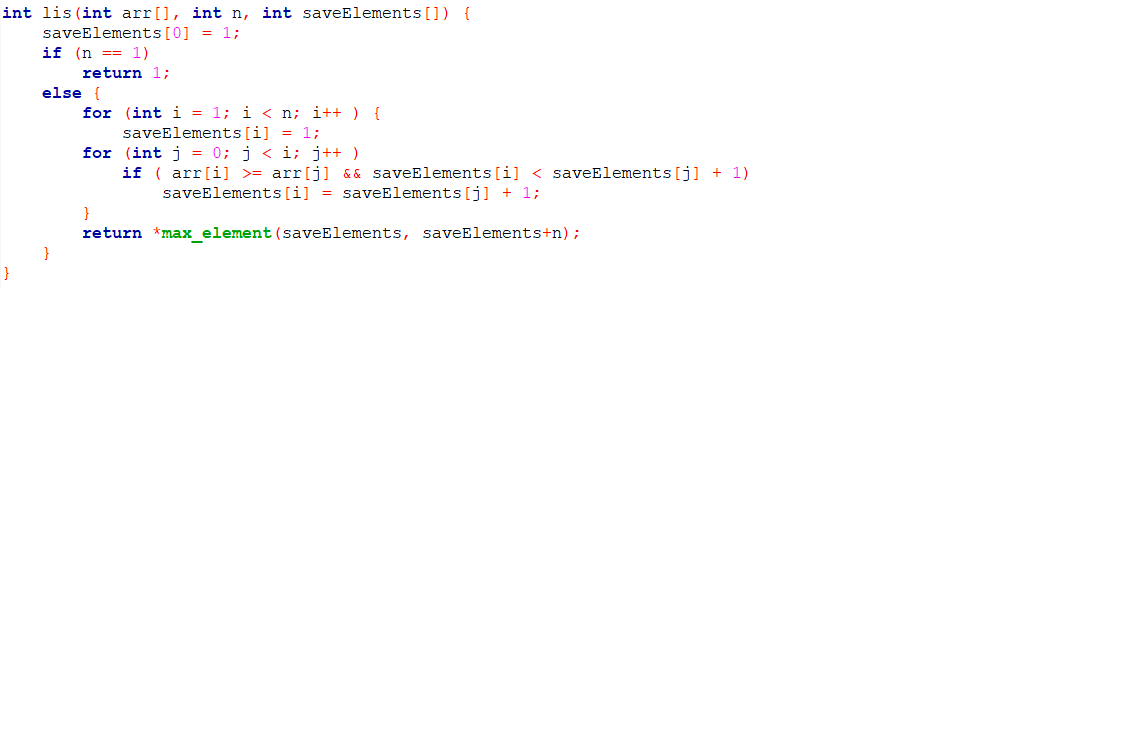 int lis(int arr[], int n, int saveElements[]) {
    saveElements[0] = 1;
    if (n == 1)
        return 1;
    else {
        for (int i = 1; i < n; i++ ) {
            saveElements[i] = 1;
        for (int j = 0; j < i; j++ )
            if ( arr[i] >= arr[j] && saveElements[i] < saveElements[j] + 1)
                saveElements[i] = saveElements[j] + 1;
        }
        return *max_element(saveElements, saveElements+n);
    }
}